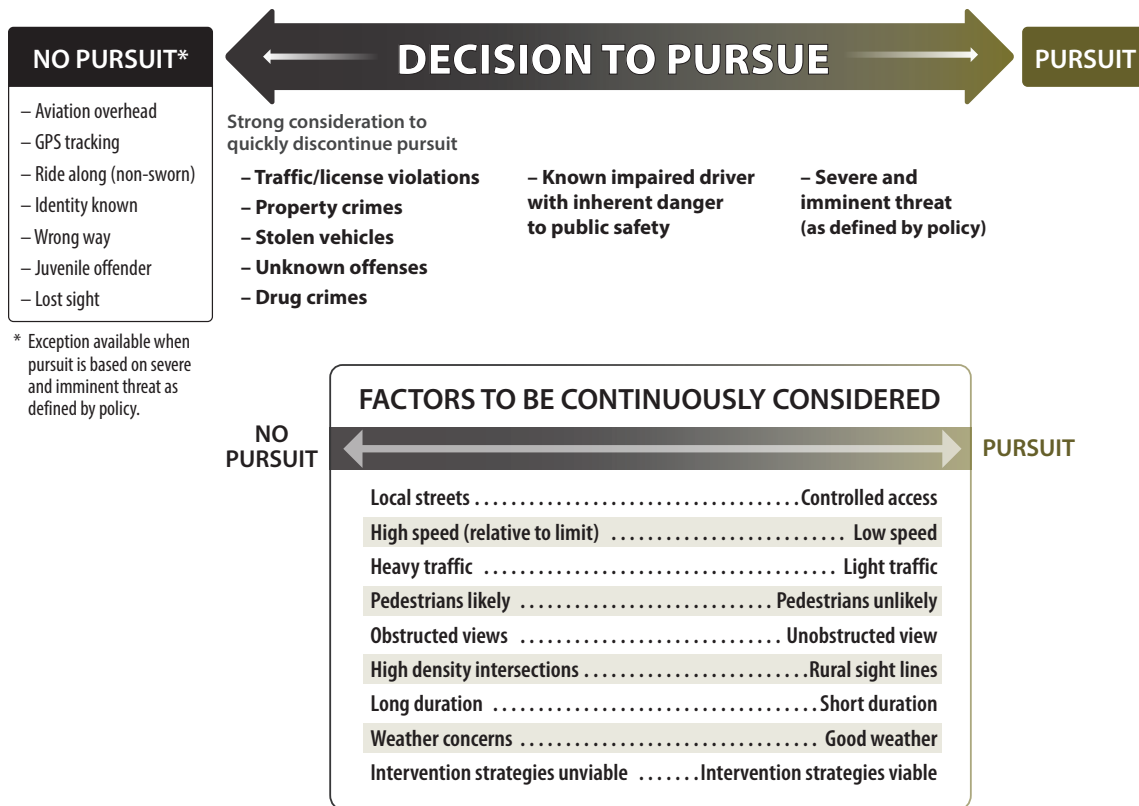 NO PURSUIT*
– Aviation overhead
– GPS tracking
– Ride along (non-sworn)
– Identity known
– Wrong way
– Juvenile offender
– Lost sight
* Exception available when
pursuit is based on severe
and imminent threat as
defined by policy.
DECISION TO PURSUE
PURSUIT
Strong consideration to
quickly discontinue pursuit
– Traffic/license violations
– Property crimes
– Stolen vehicles
– Unknown offenses
– Drug crimes
– Known impaired driver
with inherent danger
to public safety
– Severe and
imminent threat
(as defined by policy)
FACTORS TO BE CONTINUOUSLY CONSIDERED
NO
PURSUIT
PURSUIT
Local streets . . . . . . . . . . . . . . . . . . . . . . . . . . . . . . . . . . . . Controlled access
High speed (relative to limit) . . . . . . . . . . . . . . . . . . . . . . . . . . Low speed
Heavy traffic . . . . . . . . . . . . . . . . . . . . . . . . . . . . . . . . . . . . . . . Light traffic
Pedestrians likely . . . . . . . . . . . . . . . . . . . . . . . . . . . . Pedestrians unlikely
Obstructed views . . . . . . . . . . . . . . . . . . . . . . . . . . . . . Unobstructed view
High density intersections . . . . . . . . . . . . . . . . . . . . . . . . . Rural sight lines
Long duration . . . . . . . . . . . . . . . . . . . . . . . . . . . . . . . . . . . . Short duration
Weather concerns . . . . . . . . . . . . . . . . . . . . . . . . . . . . . . . . . Good weather
Intervention strategies unviable . . . . . . . Intervention strategies viable